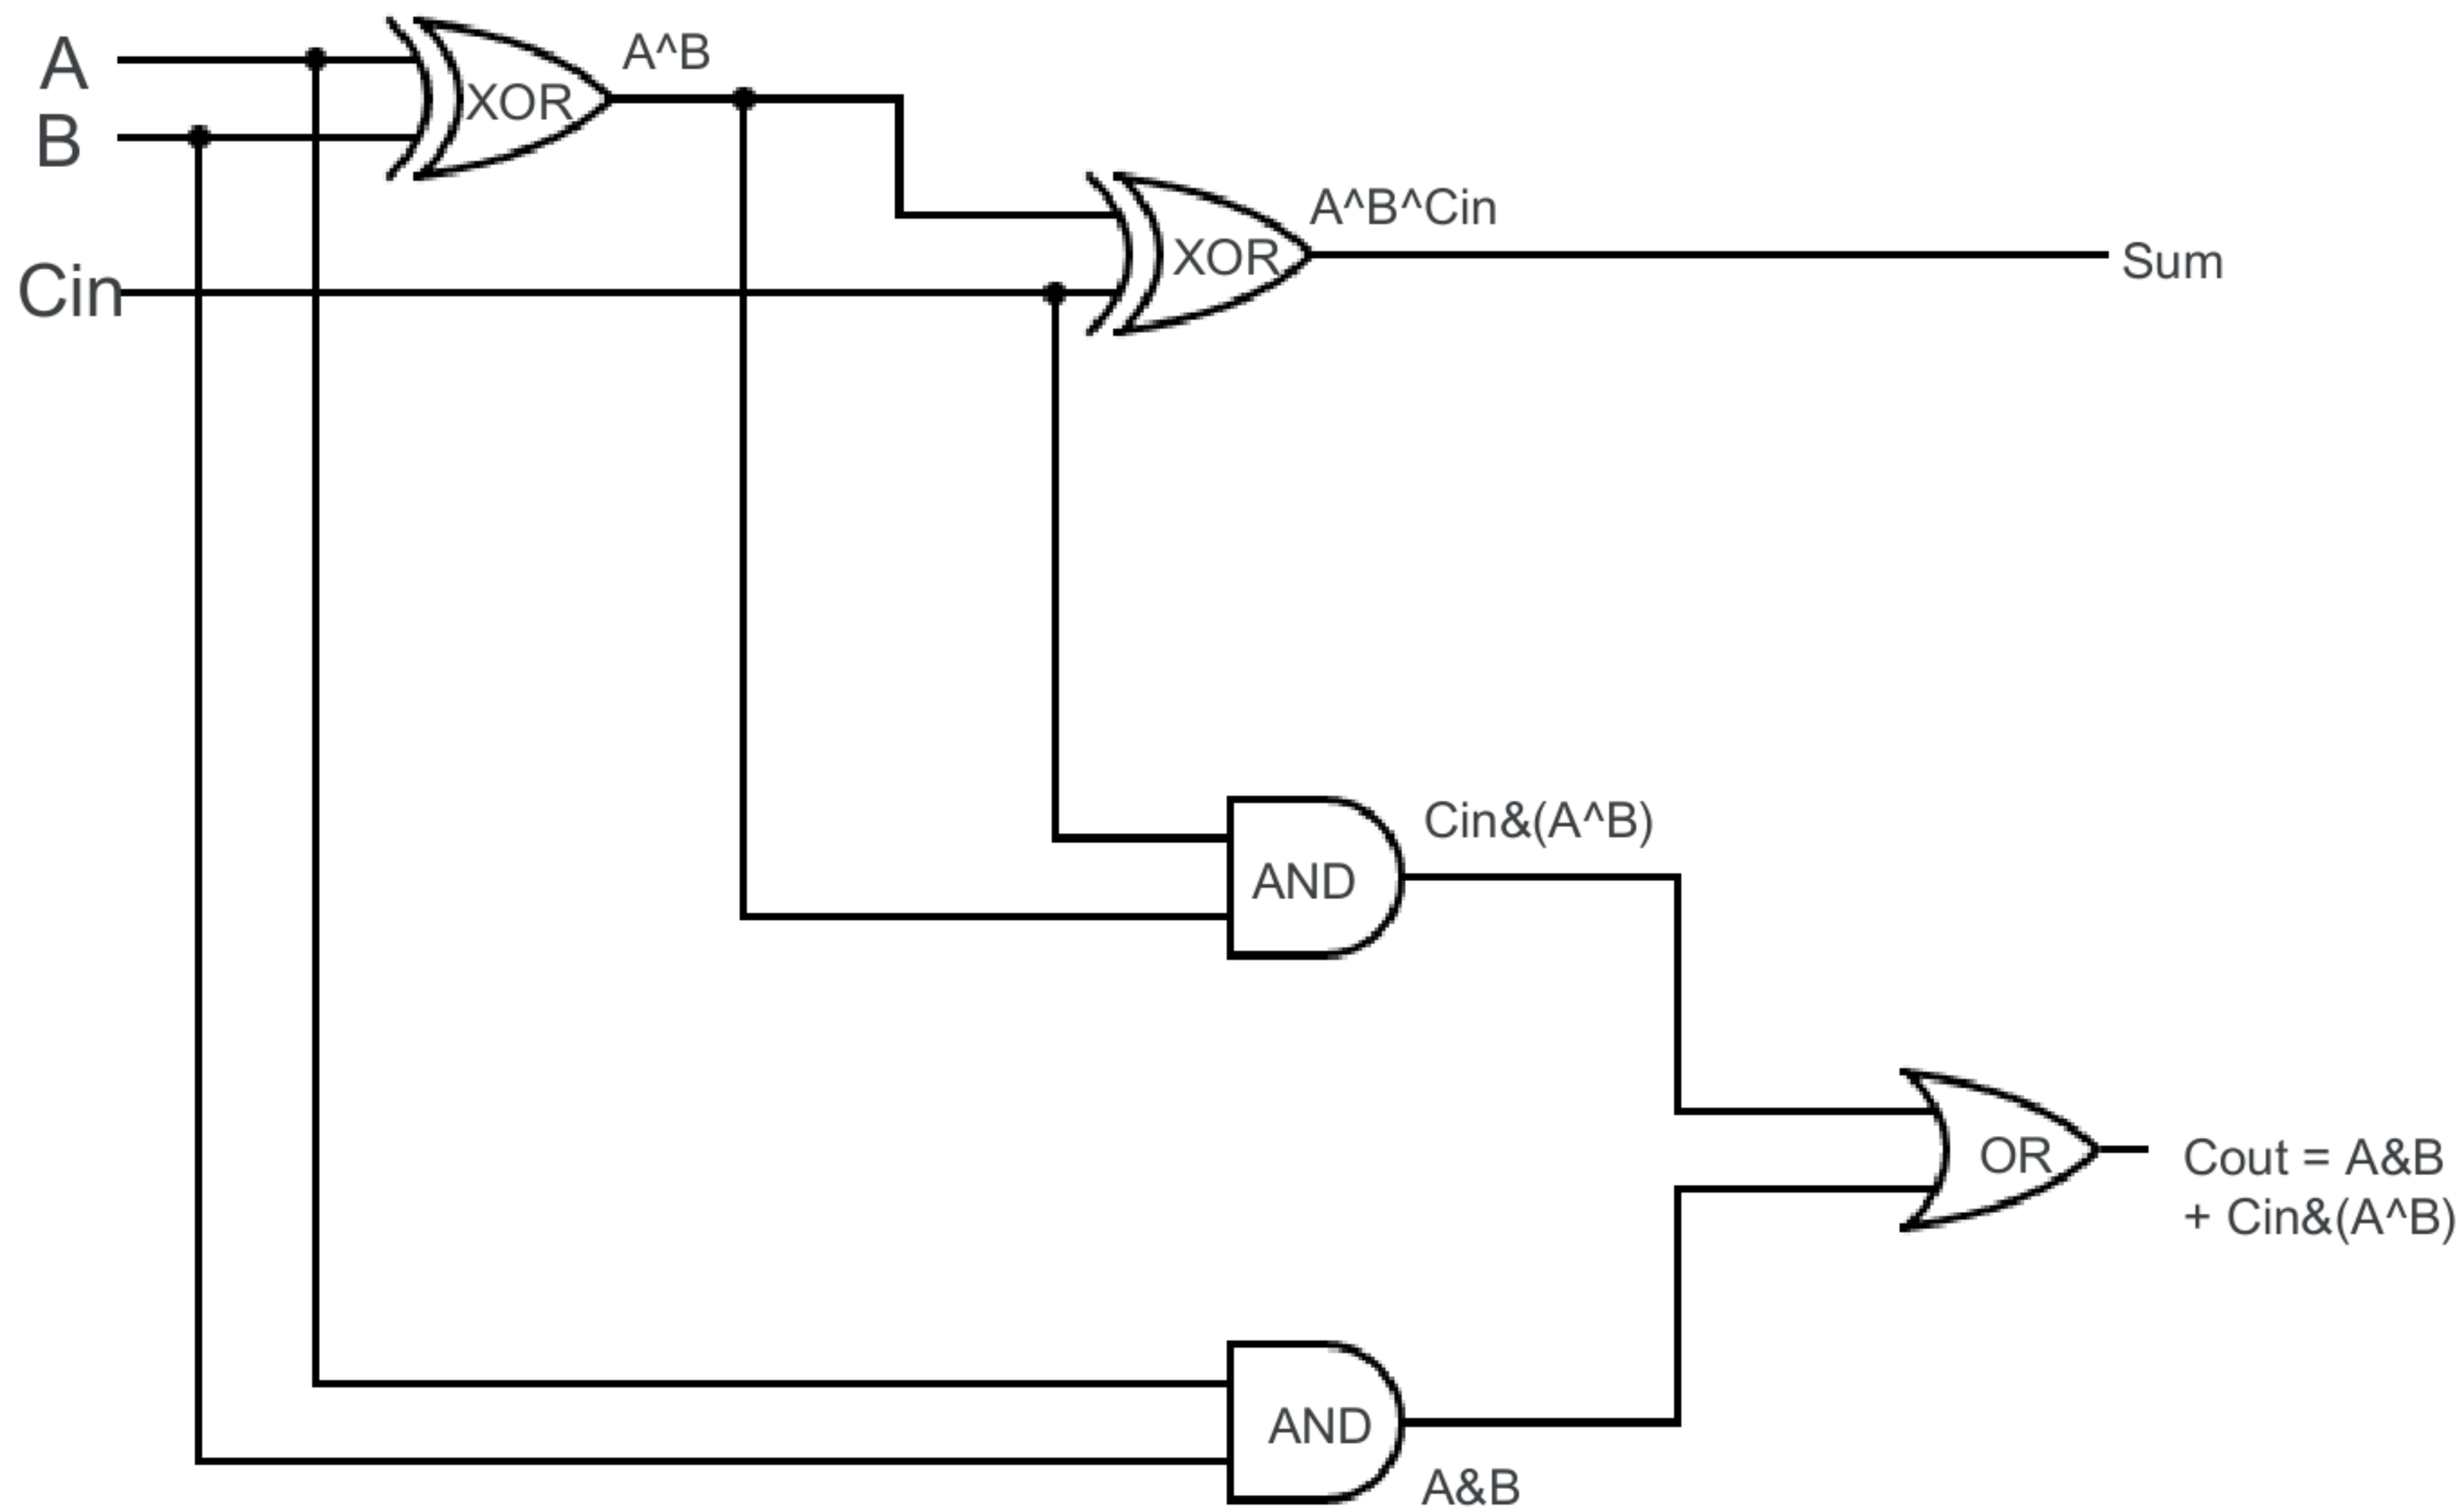 A
B
Cin
XOR
A^B
XOR
A^B^Cin
Sum
AND
Cin&(A^B)
OR
Cout = A&B
+ Cin&(A^B)
AND
A&B